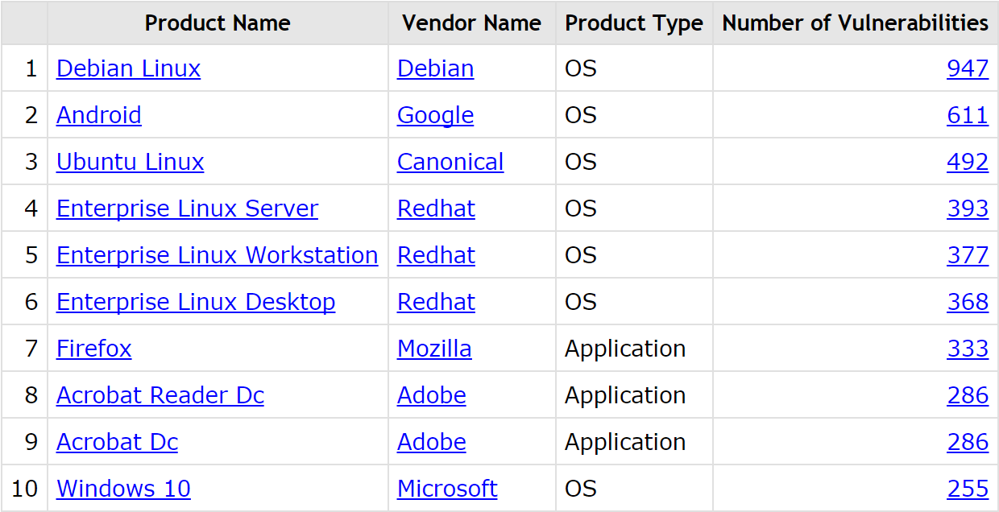 Product Name Vendor Name Product Type Number of Vulnerabilities
1 Debian Linux Debian OS 947
2 Android Google OS 611
3 Ubuntu Linux Canonical OS 492
4 Enterprise Linux Server Redhat OS 393
5 Enterprise Linux Workstation Redhat OS 377
6 Enterprise Linux Desktop Redhat OS 368
7 Firefox Mozilla Application 333
8 Acrobat Reader Dc Adobe Application 286
9 Acrobat Dc Adobe Application 286
10 Windows 10 Microsoft OS 255